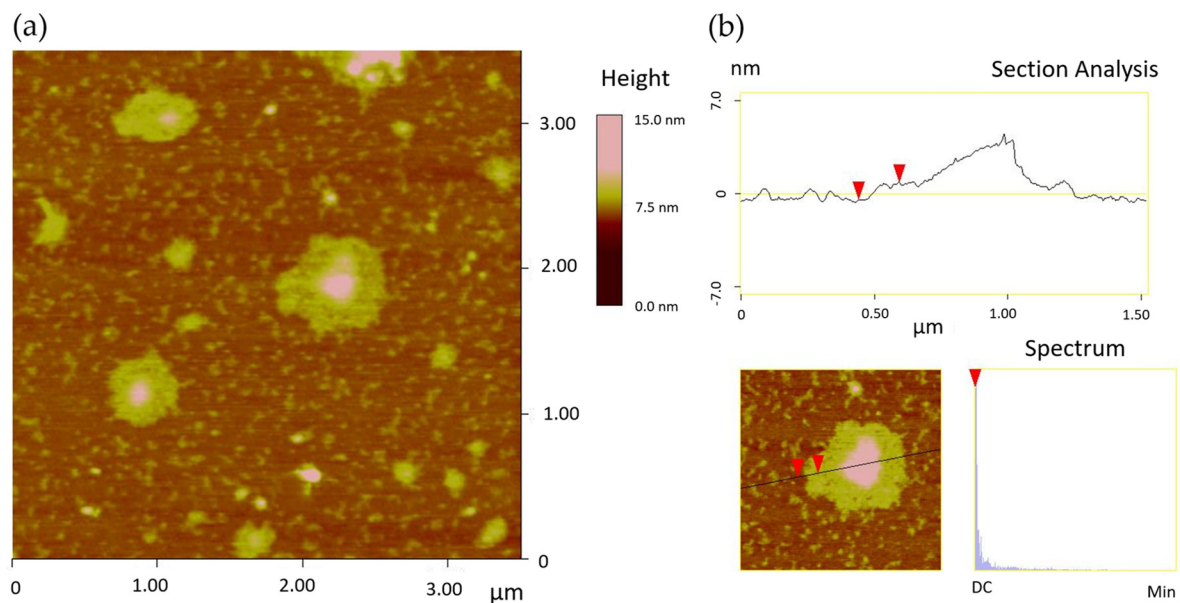 (a)
3.00
2.00
1.00
0
0
1.00
2.00
3.00
µm
Height
15.0 nm
7.5 nm
0.0 nm
(b)
nm
Section Analysis
7.0
0
-7.0
0
0.50
1.00
1.50
µm
Spectrum
DC
Min